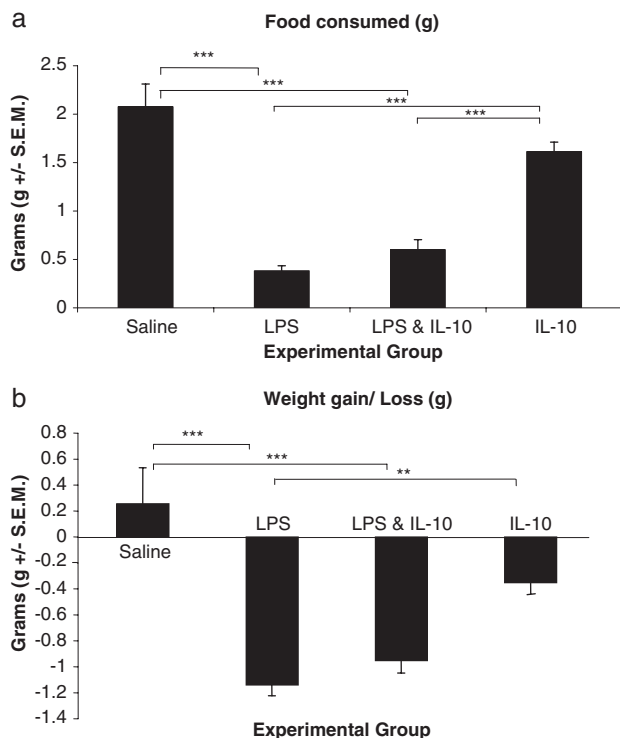 a
Food consumed (g)
Grams (g +/- S.E.M.)
2.5
2
1.5
1
0.5
0
***
***
***
***
Saline LPS LPS & IL-10 IL-10
Experimental Group
b
Weight gain/ Loss (g)
Grams (g +/- S.E.M.)
0.8
0.6
0.4
0.2
0
-0.2
-0.4
-0.6
-0.8
-1
-1.2
-1.4
***
***
**
LPS LPS & IL-10 IL-10
Saline
Experimental Group